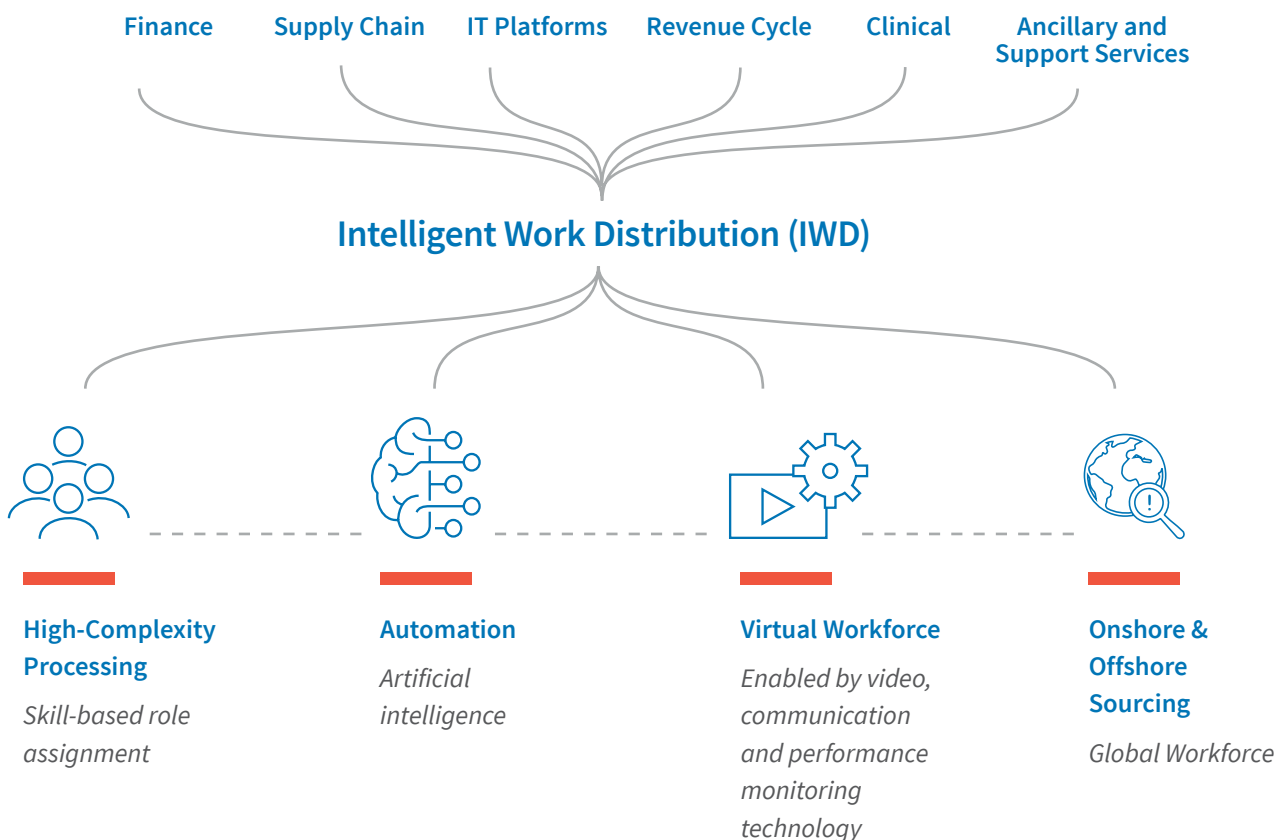 Finance
Supply Chain
IT Platforms
Revenue Cycle
Clinical
Ancillary and
Support Services
Intelligent Work Distribution (IWD)
High-Complexity
Processing
Skill-based role
assignment
Automation
Artificial
intelligence
Virtual Workforce
Enabled by video,
communication
and performance
monitoring
technology
Onshore &
Offshore
Sourcing
Global Workforce